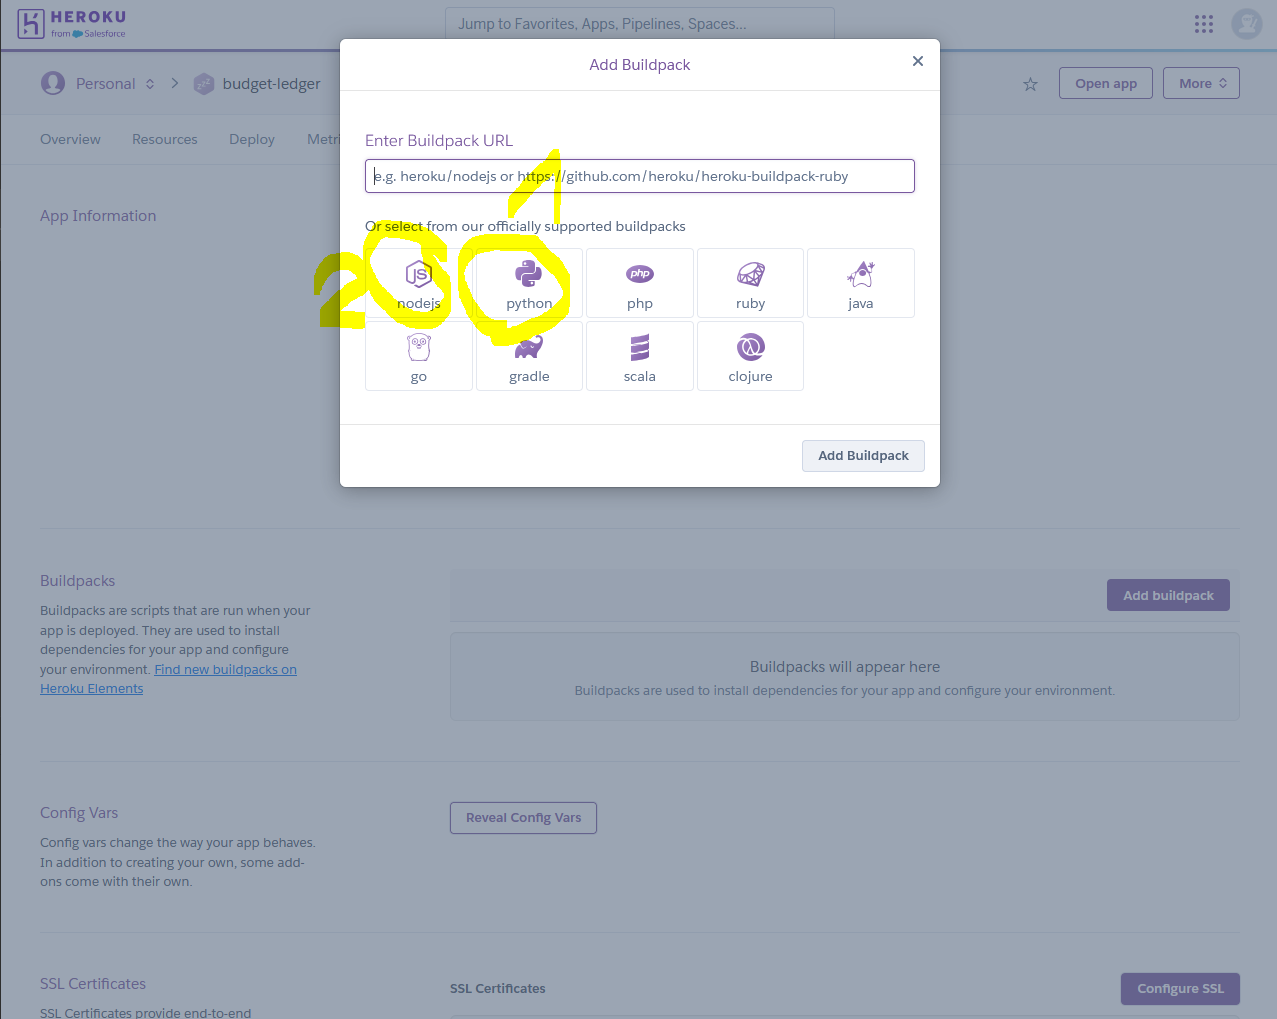 HEROKU
from Salesforce
Jump to Favorites, Apps, Pipelines, Spaces...
Personal
budget-ledger
Open app
More
Overview
Resources
Deploy
Metri
Add Buildpack
Enter Buildpack URL
e.g. heroku/nodejs or https://github.com/heroku/heroku-buildpack-ruby
1
Or select from our officially supported buildpacks
2
nodejs
python
php
ruby
java
go
gradle
scala
clojure
Add Buildpack
App Information
Buildpacks
Buildpacks are scripts that are run when your
app is deployed. They are used to install
dependencies for your app and configure
your environment. Find new buildpacks on
Heroku Elements
Add buildpack
Buildpacks will appear here
Buildpacks are used to install dependencies for your app and configure your environment.
Config Vars
Config vars change the way your app behaves.
In addition to creating your own, some add-
ons come with their own.
Reveal Config Vars
SSL Certificates
SSL Certificates provide end-to-end
SSL Certificates
Configure SSL